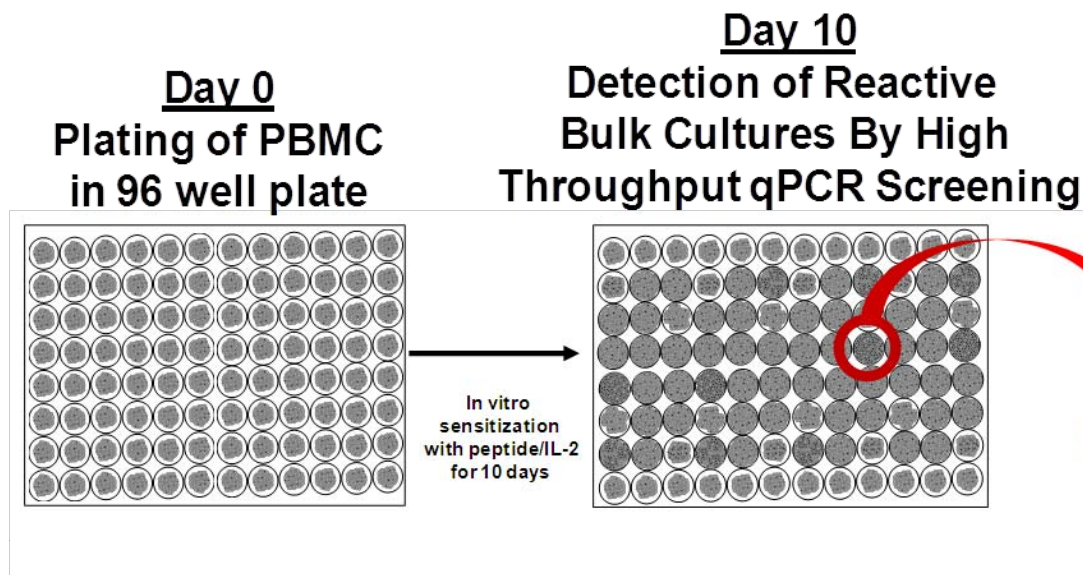 Day 0
Plating of PBMC
in 96 well plate
Day 10
Detection of Reactive
Bulk Cultures By High
Throughput qPCR Screening
In vitro
sensitization
with peptide/IL-2
for 10 days